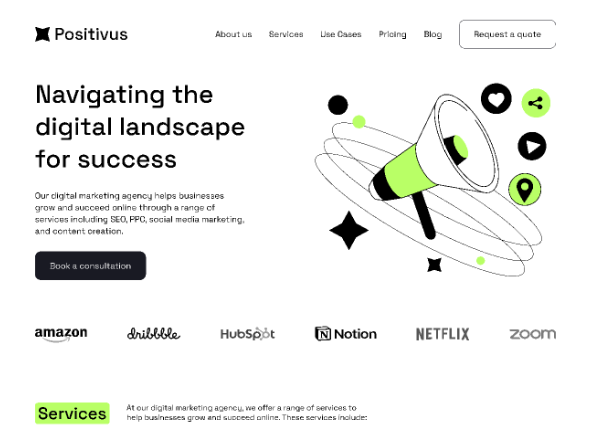 Positivus
About us
Services
Use Cases
Pricing
Blog
Request a quote
Navigating the
digital landscape
for success
Our digital marketing agency helps businesses
grow and succeed online through a range of
services including SEO, PPC, social media marketing,
and content creation.
Book a consultation
amazon
dribbble
HubSpot
Notion
NETFLIX
zoom
Services
At our digital marketing agency, we offer a range of services to
help businesses grow and succeed online. These services include: